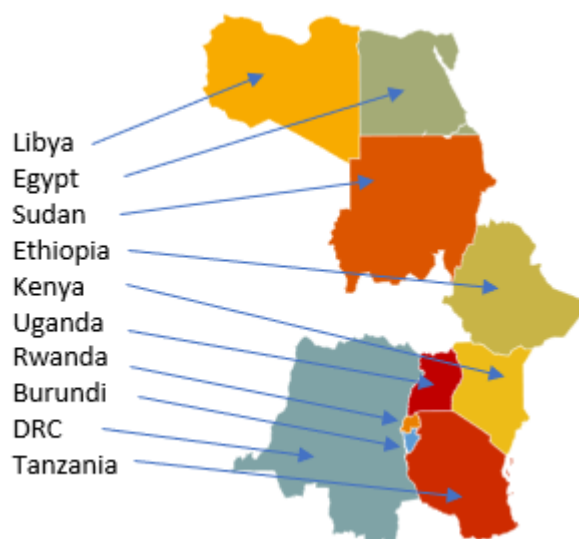 Libya
Egypt
Sudan
Ethiopia
Kenya
Uganda
Rwanda
Burundi
DRC
Tanzania